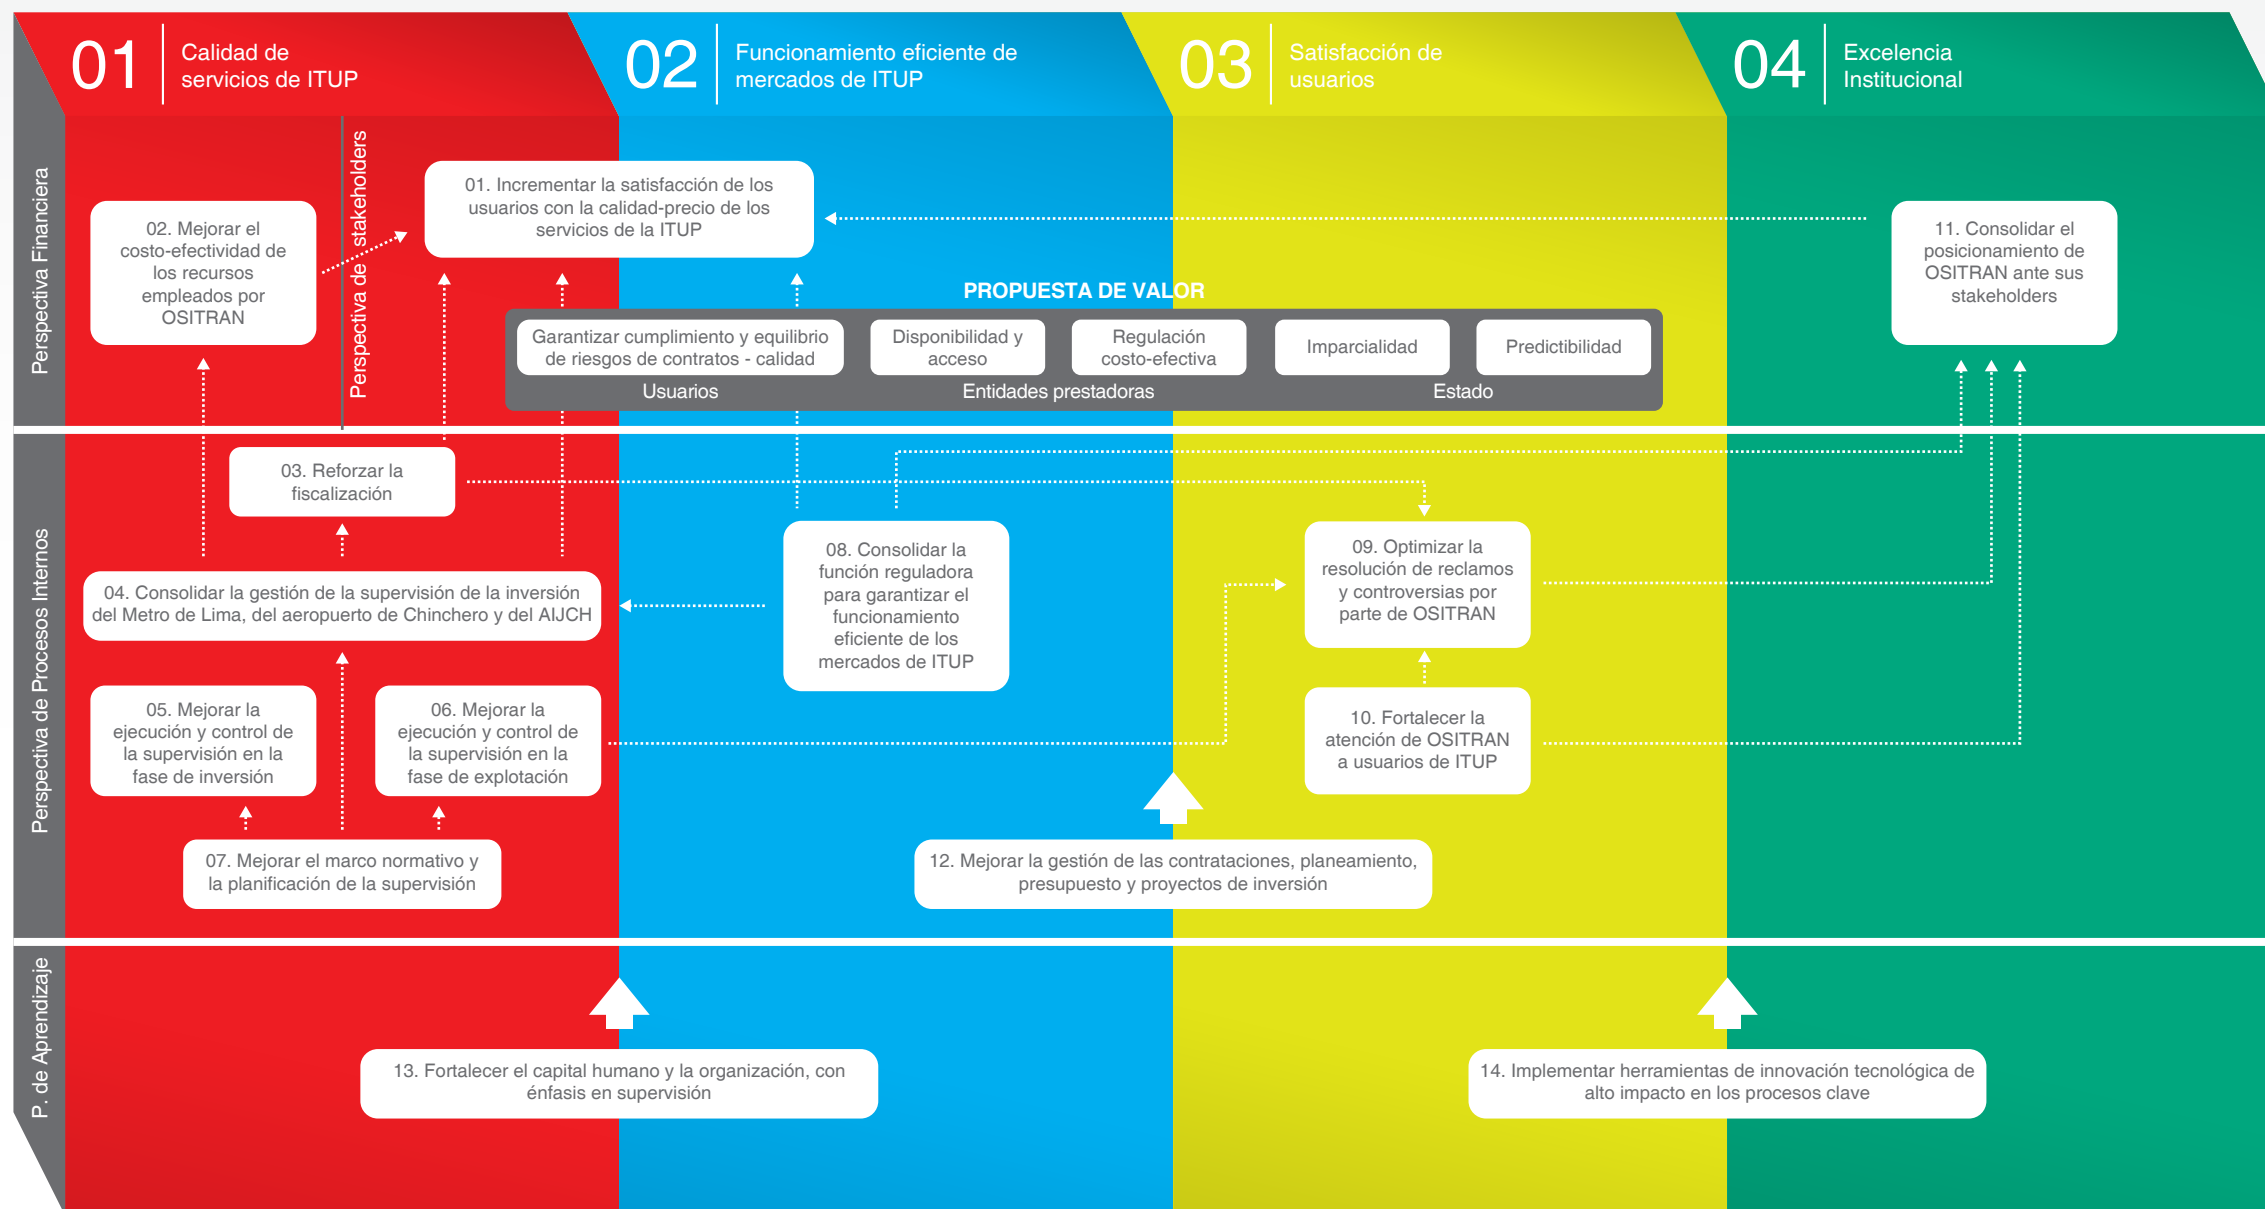 01
Calidad de
servicios de ITUP
02
Funcionamiento eficiente de
mercados de ITUP
03
Satisfacción de
usuarios
04
Excelencia
Institucional
Perspectiva Financiera
Perspectiva de stakeholders
02. Mejorar el
costo-efectividad de
los recursos
empleados por
OSITRAN
01. Incrementar la satisfacción de los
usuarios con la calidad-precio de los
servicios de la ITUP
11. Consolidar el
posicionamiento de
OSITRAN ante sus
stakeholders
PROPUESTA DE VALOR
Garantizar cumplimiento y equilibrio
de riesgos de contratos - calidad
Disponibilidad y
acceso
Regulación
costo-efectiva
Imparcialidad
Predictibilidad
Usuarios
Entidades prestadoras
Estado
Perspectiva de Procesos Internos
03. Reforzar la
fiscalización
04. Consolidar la gestión de la supervisión de la inversión
del Metro de Lima, del aeropuerto de Chinchero y del AIJCH
08. Consolidar la
función reguladora
para garantizar el
funcionamiento
eficiente de los
mercados de ITUP
09. Optimizar la
resolución de reclamos
y controversias por
parte de OSITRAN
05. Mejorar la
ejecución y control de
la supervisión en la
fase de inversión
06. Mejorar la
ejecución y control de
la supervisión en la
fase de explotación
10. Fortalecer la
atención de OSITRAN
a usuarios de ITUP
07. Mejorar el marco normativo y
la planificación de la supervisión
12. Mejorar la gestión de las contrataciones, planeamiento,
presupuesto y proyectos de inversión
P. de Aprendizaje
13. Fortalecer el capital humano y la organización, con
énfasis en supervisión
14. Implementar herramientas de innovación tecnológica de
alto impacto en los procesos clave